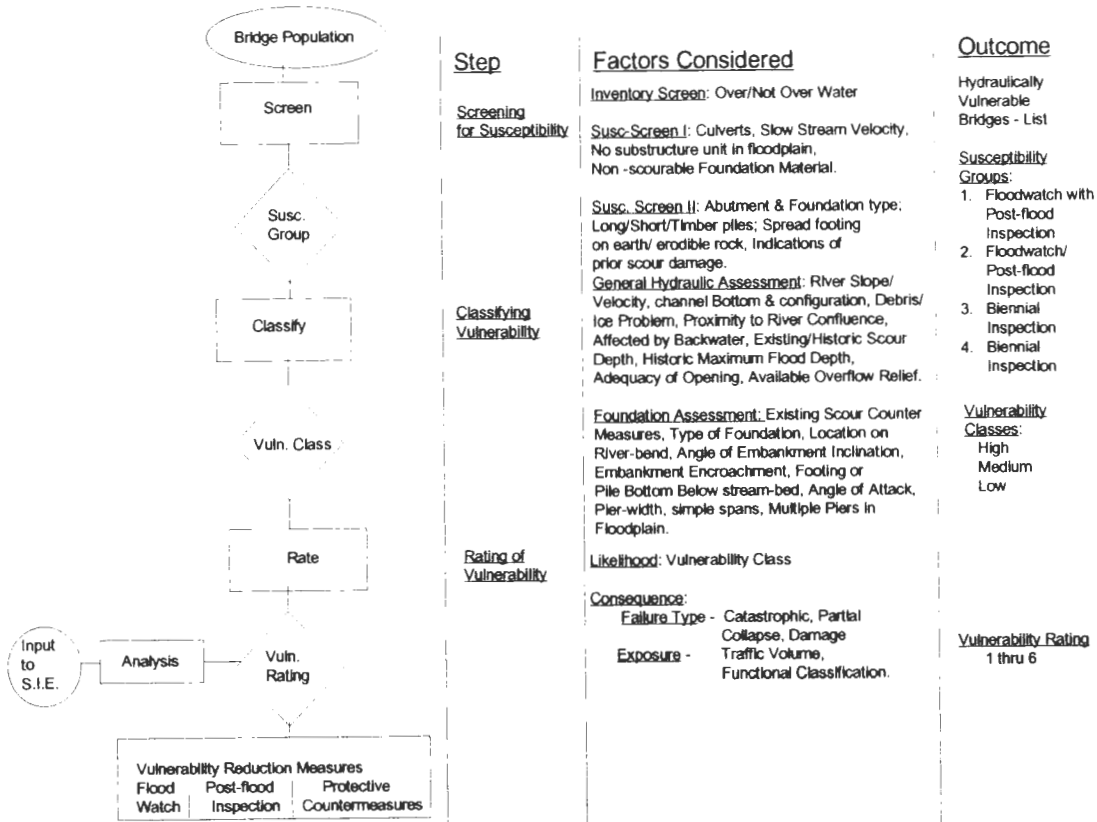 Bridge Population
Screen
Susc.
Group
Classify
Vuln. Class
Rate
Input
to
S.I.E.
Analysis
Vuln.
Rating
Vulnerability Reduction Measures
Flood Post-flood Protective
Watch Inspection Countermeasures
Step
Screening
for Susceptibility
Classifying
Vulnerability
Rating of
Vulnerability
Factors Considered
Inventory Screen: Over/Not Over Water
Susc-Screen I: Culverts, Slow Stream Velocity,
No substructure unit in floodplain,
Non -scourable Foundation Material.
Susc. Screen II: Abutment & Foundation type;
Long/Short/Timber piles; Spread footing
on earth/ erodible rock, Indications of
prior scour damage.
General Hydraulic Assessment: River Slope/
Velocity, channel Bottom & configuration, Debris/
Ice Problem, Proximity to River Confluence,
Affected by Backwater, Existing/Historic Scour
Depth, Historic Maximum Flood Depth,
Adequacy of Opening, Available Overflow Relief.
Foundation Assessment: Existing Scour Counter
Measures, Type of Foundation, Location on
River-bend, Angle of Embankment Inclination,
Embankment Encroachment, Footing or
Pile Bottom Below stream-bed, Angle of Attack,
Pier-width, simple spans, Multiple Piers in
Floodplain.
Likelihood: Vulnerability Class
Consequence:
Failure Type - Catastrophic, Partial
Collapse, Damage
Exposure - Traffic Volume,
Functional Classification.
Outcome
Hydraulically
Vulnerable
Bridges - List
Susceptibility
Groups:
1. Floodwatch with
Post-flood
Inspection
2. Floodwatch/
Post-flood
Inspection
3. Biennial
Inspection
4. Biennial
Inspection
Vulnerability
Classes:
High
Medium
Low
Vulnerability Rating
1 thru 6